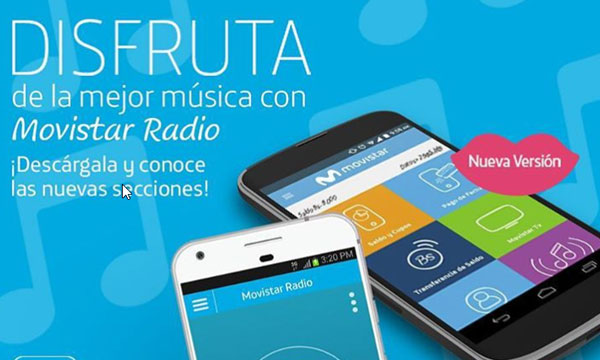 DISFRUTA
de la mejor música con
Movistar Radio
¡Descárgala y conoce
las nuevas secciones!
Nueva Versión
movistar
Saldo y Cupos
Pago de
Transferencia de Saldo
Bs
Movistar Tv
3:20 PM
Movistar Radio